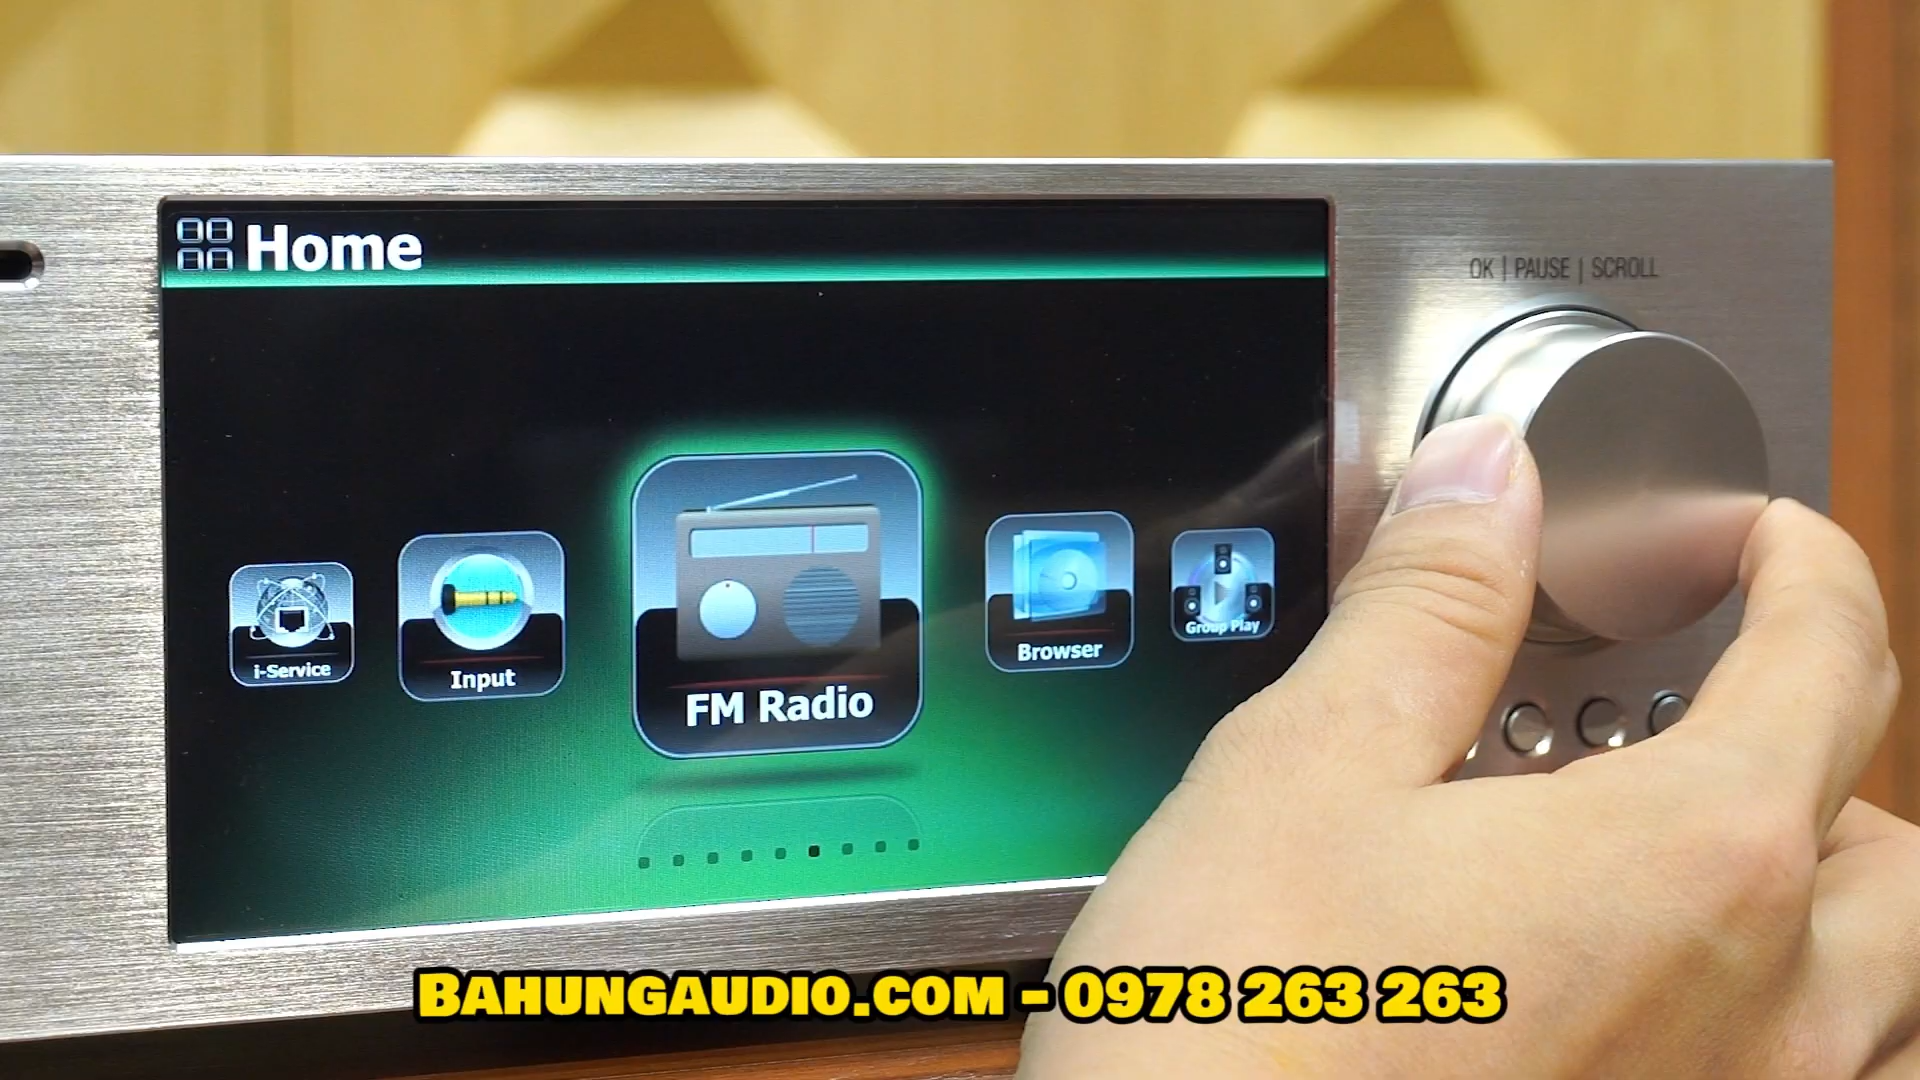 Home
OK | PAUSE | SCROLL
i-Service
Input
FM Radio
Browser
Group Play
BAHUNGAUDIO.COM - 0978 263 263